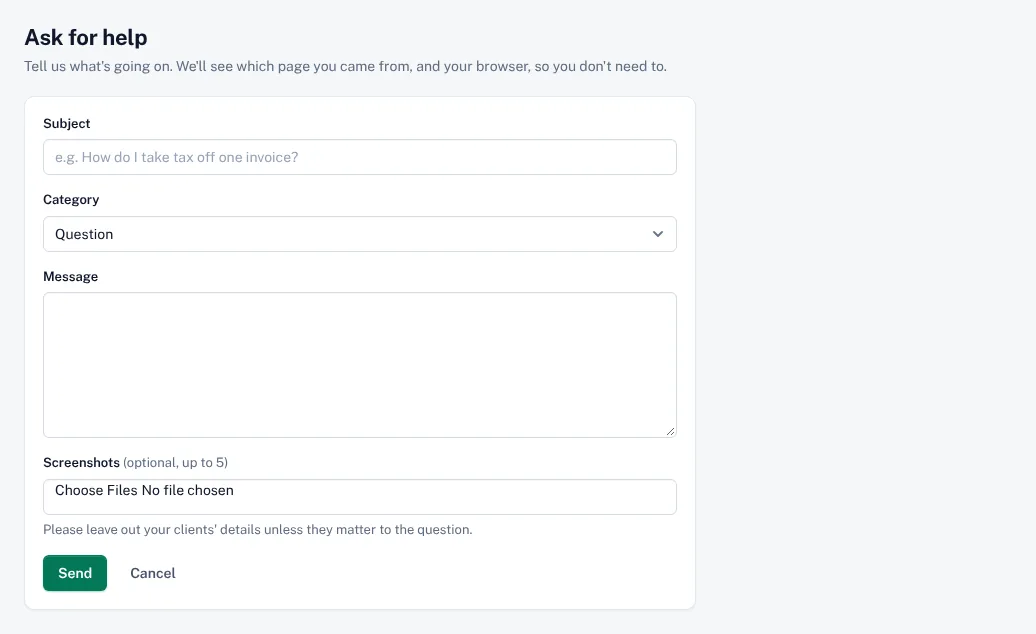 Ask for help
Tell us what's going on. We'll see which page you came from, and your browser, so you don't need to.
Subject
e.g. How do I take tax off one invoice?
Category
Question
Message
Screenshots (optional, up to 5)
Choose Files No file chosen
Please leave out your clients' details unless they matter to the question.
Send Cancel